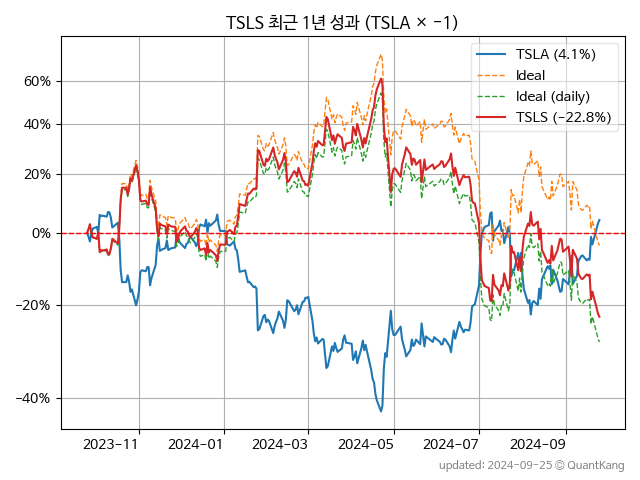 TSLS 최근 1년 성과 (TSLA × −1)
TSLA (4.1%)
Ideal
Ideal (daily)
TSLS (−22.8%)
60%
40%
20%
0%
−20%
−40%
2023−11
2024−01
2024−03
2024−05
2024−07
2024−09
updated: 2024−09−25 © QuantKang